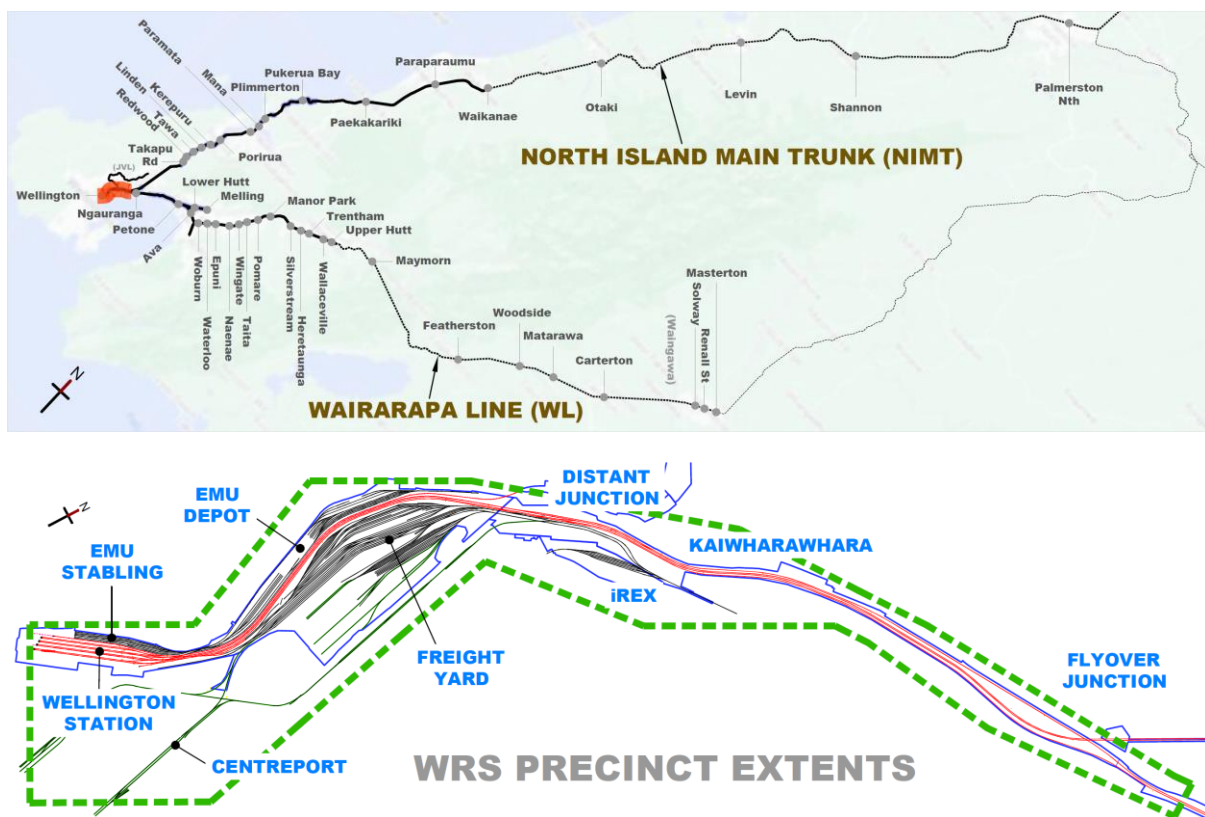 Paramata
Mana
Plimmerton
Pukerua Bay
Paraparaumu
Linden
Kerepuru
Tawa
Redwood
Takapu
Rd
Porirua
Paekakariki
Waikanae
Otaki
Levin
Shannon
Palmerston
Nth
(JVL)
NORTH ISLAND MAIN TRUNK (NIMT)
Wellington
Ngauranga
Petone
Ava
Lower Hutt
Melling
Manor Park
Trentham
Upper Hutt
Maymorn
Woburn
Waterloo
Epuni
Naenae
Wingate
Taita
Pomare
Silverstream
Heretaunga
Wallaceville
Featherston
Woodside
Matarawa
Carterton
Masterton
Solway
(Waingawa)
Renall St
N
WAIRARAPA LINE (WL)
N
EMU
STABLING
EMU
DEPOT
DISTANT
JUNCTION
KAIWHARAWHARA
iREX
FREIGHT
YARD
FLYOVER
JUNCTION
WELLINGTON
STATION
CENTREPORT
WRS PRECINCT EXTENTS